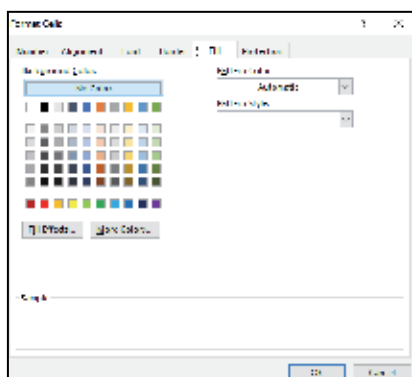 Format Cells ? X
Number Alignment Font Border Fill Protection
Background Color: Pattern Color:
No Color Automatic
Pattern Style:
Fill Effects... More Colors...
Sample
OK Cancel